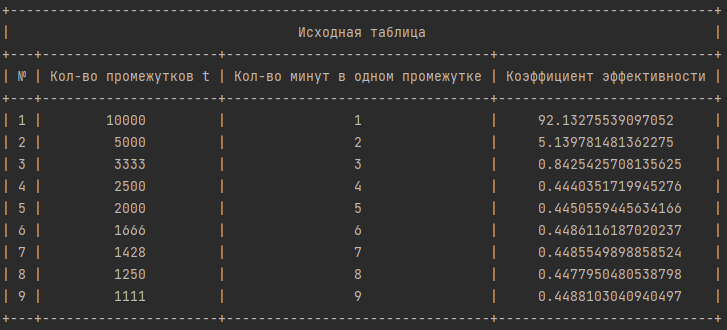 Исходная таблица
№ | Кол-во промежутков t | Кол-во минут в одном промежутке | Коэффициент эффективности
1 | 10000 | 1 | 92.13275539097052
2 | 5000 | 2 | 5.139781481362275
3 | 3333 | 3 | 0.8425425708135625
4 | 2500 | 4 | 0.4440351719945276
5 | 2000 | 5 | 0.4450559445634166
6 | 1666 | 6 | 0.4486116187020237
7 | 1428 | 7 | 0.4485549898858524
8 | 1250 | 8 | 0.4477950480538798
9 | 1111 | 9 | 0.4488103040940497